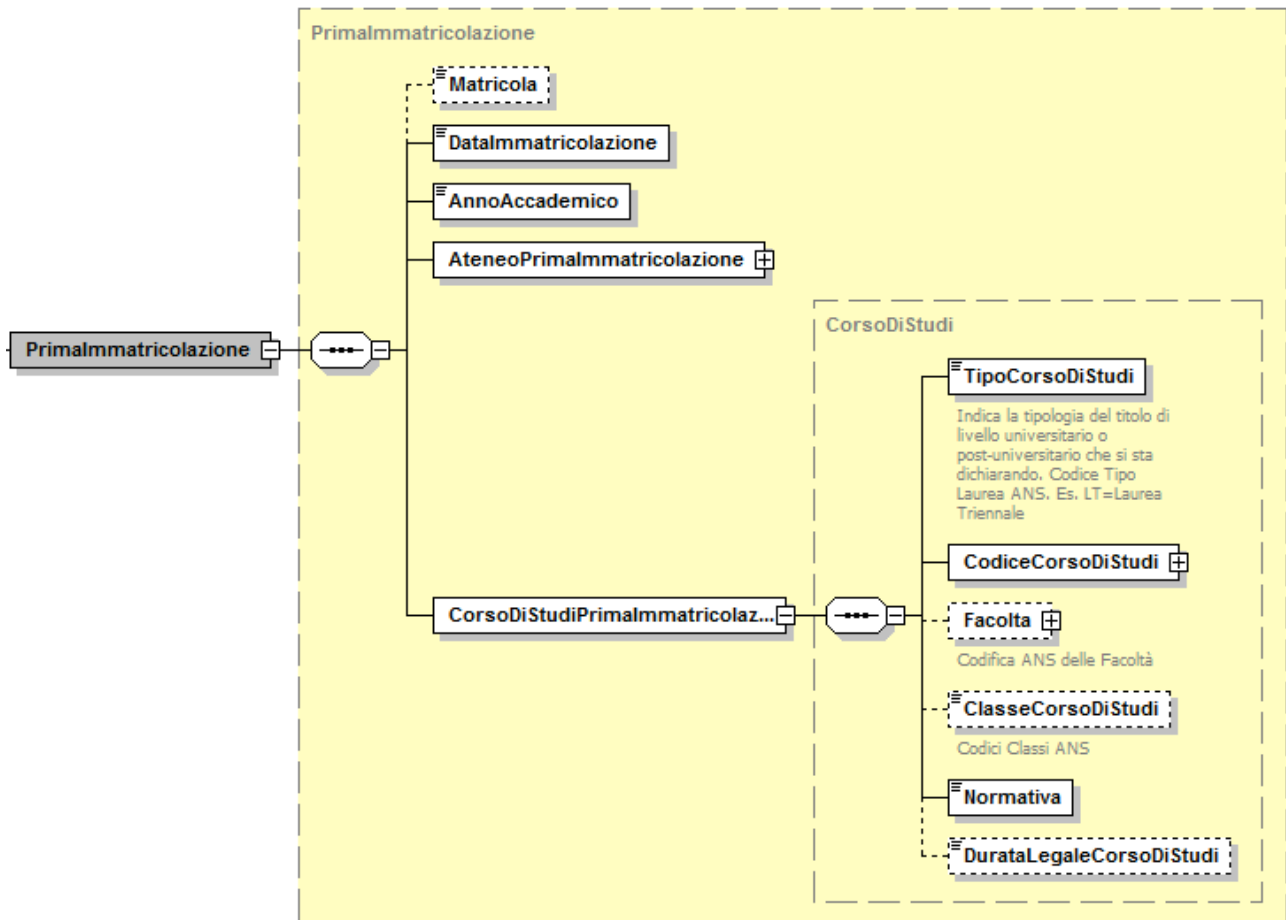 PrimaImmatricolazione
Matricola
DataImmatricolazione
AnnoAccademico
AteneoPrimaImmatricolazione
PrimaImmatricolazione
CorsoDiStudiPrimaImmatricolaz...
CorsoDiStudi
TipoCorsoDiStudi
Indica la tipologia del titolo di
livello universitario o
post-universitario che si sta
dichiarando. Codice Tipo
Laurea ANS. Es. LT=Laurea
Triennale
CodiceCorsoDiStudi
Facolta
Codifica ANS delle Facoltà
ClasseCorsoDiStudi
Codici Classi ANS
Normativa
DurataLegaleCorsoDiStudi